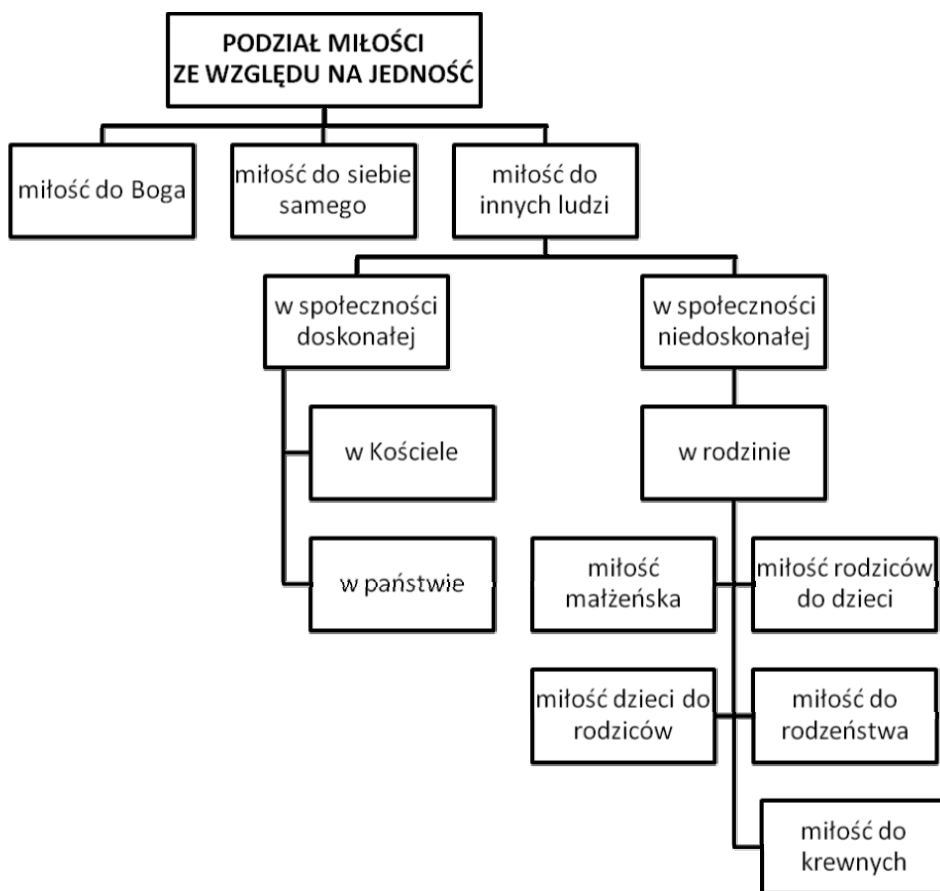 PODZIAŁ MIŁOŚCI
ZE WZGLĘDU NA JEDNOŚĆ
miłość do Boga
miłość do siebie
samego
miłość do
innych ludzi
w społeczności
doskonałej
w społeczności
niedoskonałej
w Kościele
w rodzinie
w państwie
miłość
małżeńska
miłość rodziców
do dzieci
miłość dzieci do
rodziców
miłość do
rodzeństwa
miłość do
krewnych